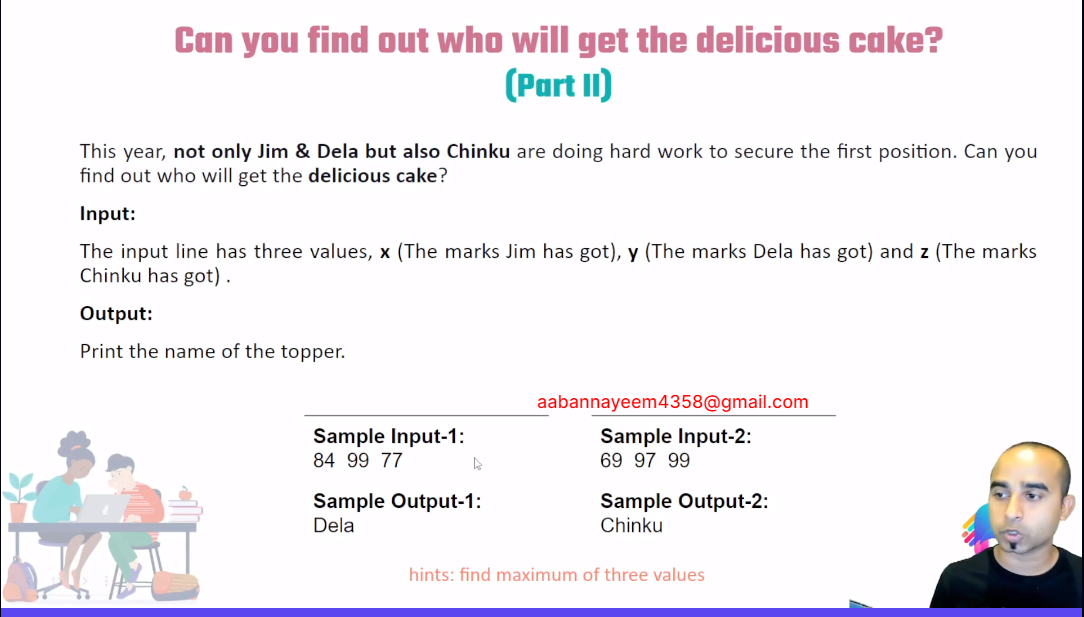 Can you find out who will get the delicious cake?
(Part II)
This year, not only Jim & Dela but also Chinku are doing hard work to secure the first position. Can you
find out who will get the delicious cake?
Input:
The input line has three values, x (The marks Jim has got), y (The marks Dela has got) and z (The marks
Chinku has got) .
Output:
Print the name of the topper.
aabannayeem4358@gmail.com
Sample Input-1:
84 99 77
Sample Output-1:
Dela
Sample Input-2:
69 97 99
Sample Output-2:
Chinku
hints: find maximum of three values